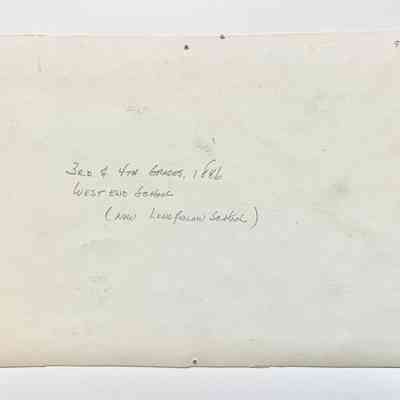 3RD & 4TH GRADES, 1886
WEST END SCHOOL
(NOW LONGFELLOW SCHOOL)